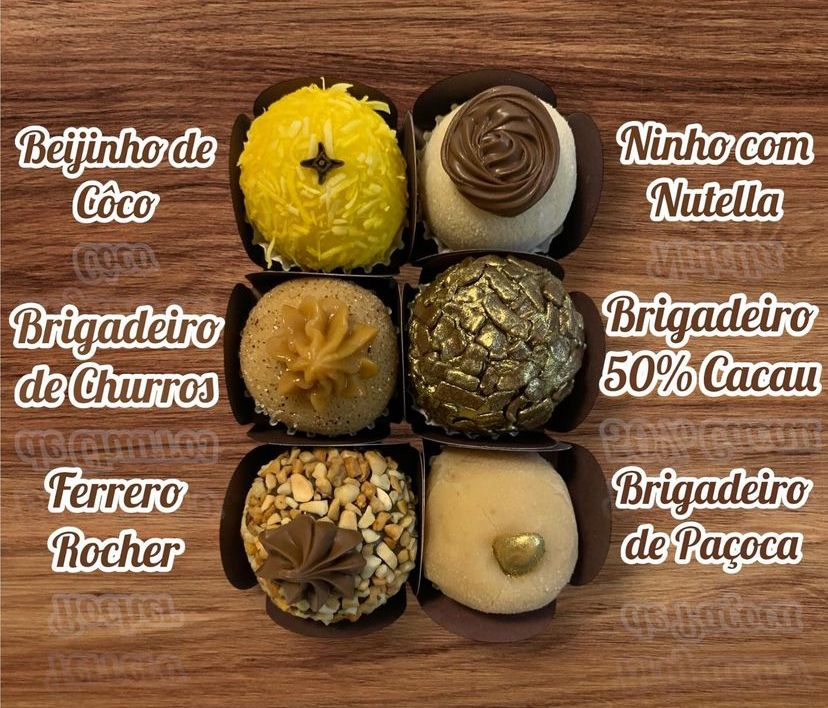 Beijinho de
Côco
Ninho com
Nutella
Brigadeiro
de Churros
Brigadeiro
50% Cacau
Ferrero
Rocher
Brigadeiro
de Paçoca